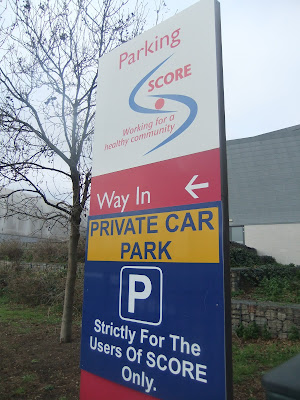 Parking
SCORE
Working for a
healthy community
Way In
PRIVATE CAR
PARK
P
Strictly For The
Users Of SCORE
Only.